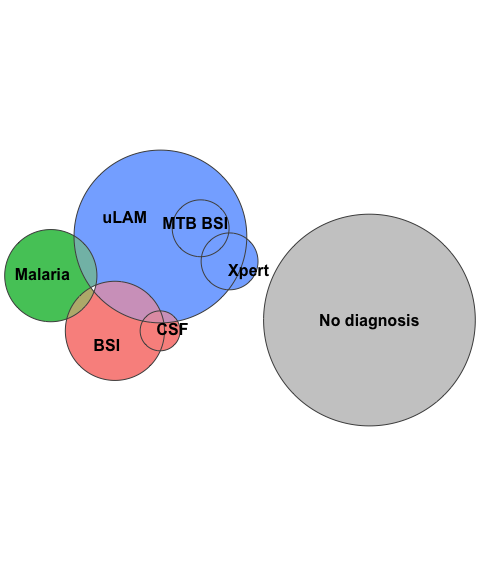 uLAM
MTB BSI
Xpert
Malaria
No diagnosis
CSF
BSI